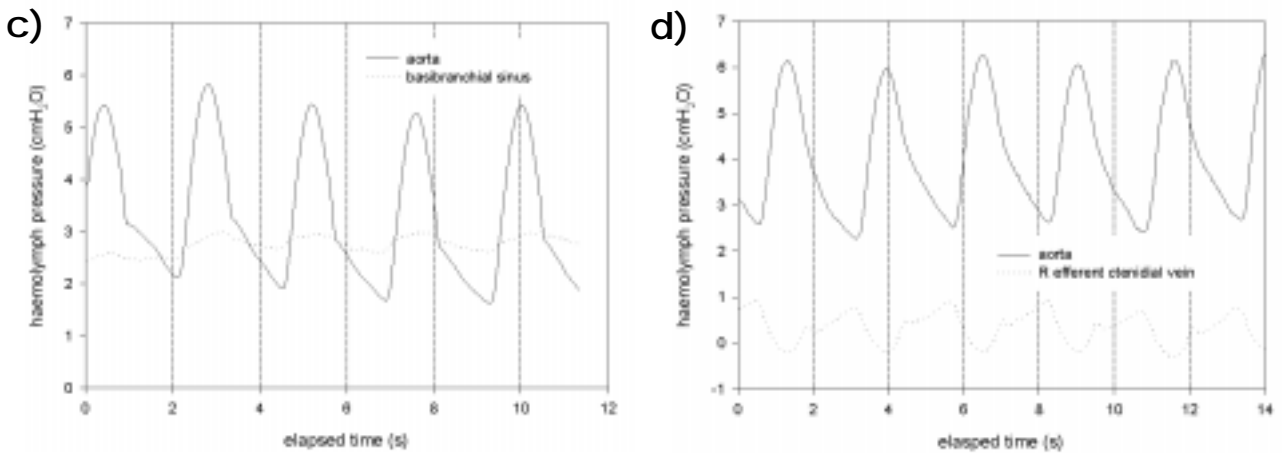 c)
haemolymph pressure (cmH₂O)
7
6
5
4
3
2
1
0
aorta
basibranchial sinus
0 2 4 6 8 10 12
elapsed time (s)
d)
haemolymph pressure (cmH₂O)
7
6
5
4
3
2
1
0
-1
aorta
R efferent ctenidial vein
0 2 4 6 8 10 12 14
elasped time (s)